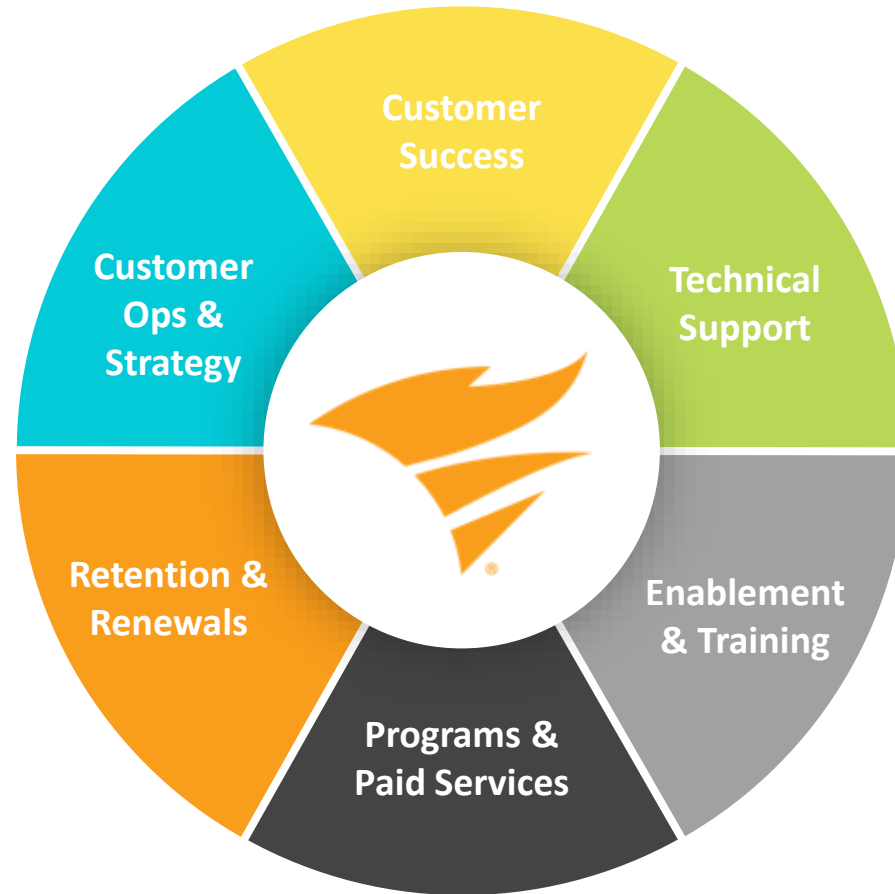 Customer
Success
Technical
Support
Enablement
& Training
Programs &
Paid Services
Retention &
Renewals
Customer
Ops &
Strategy
®